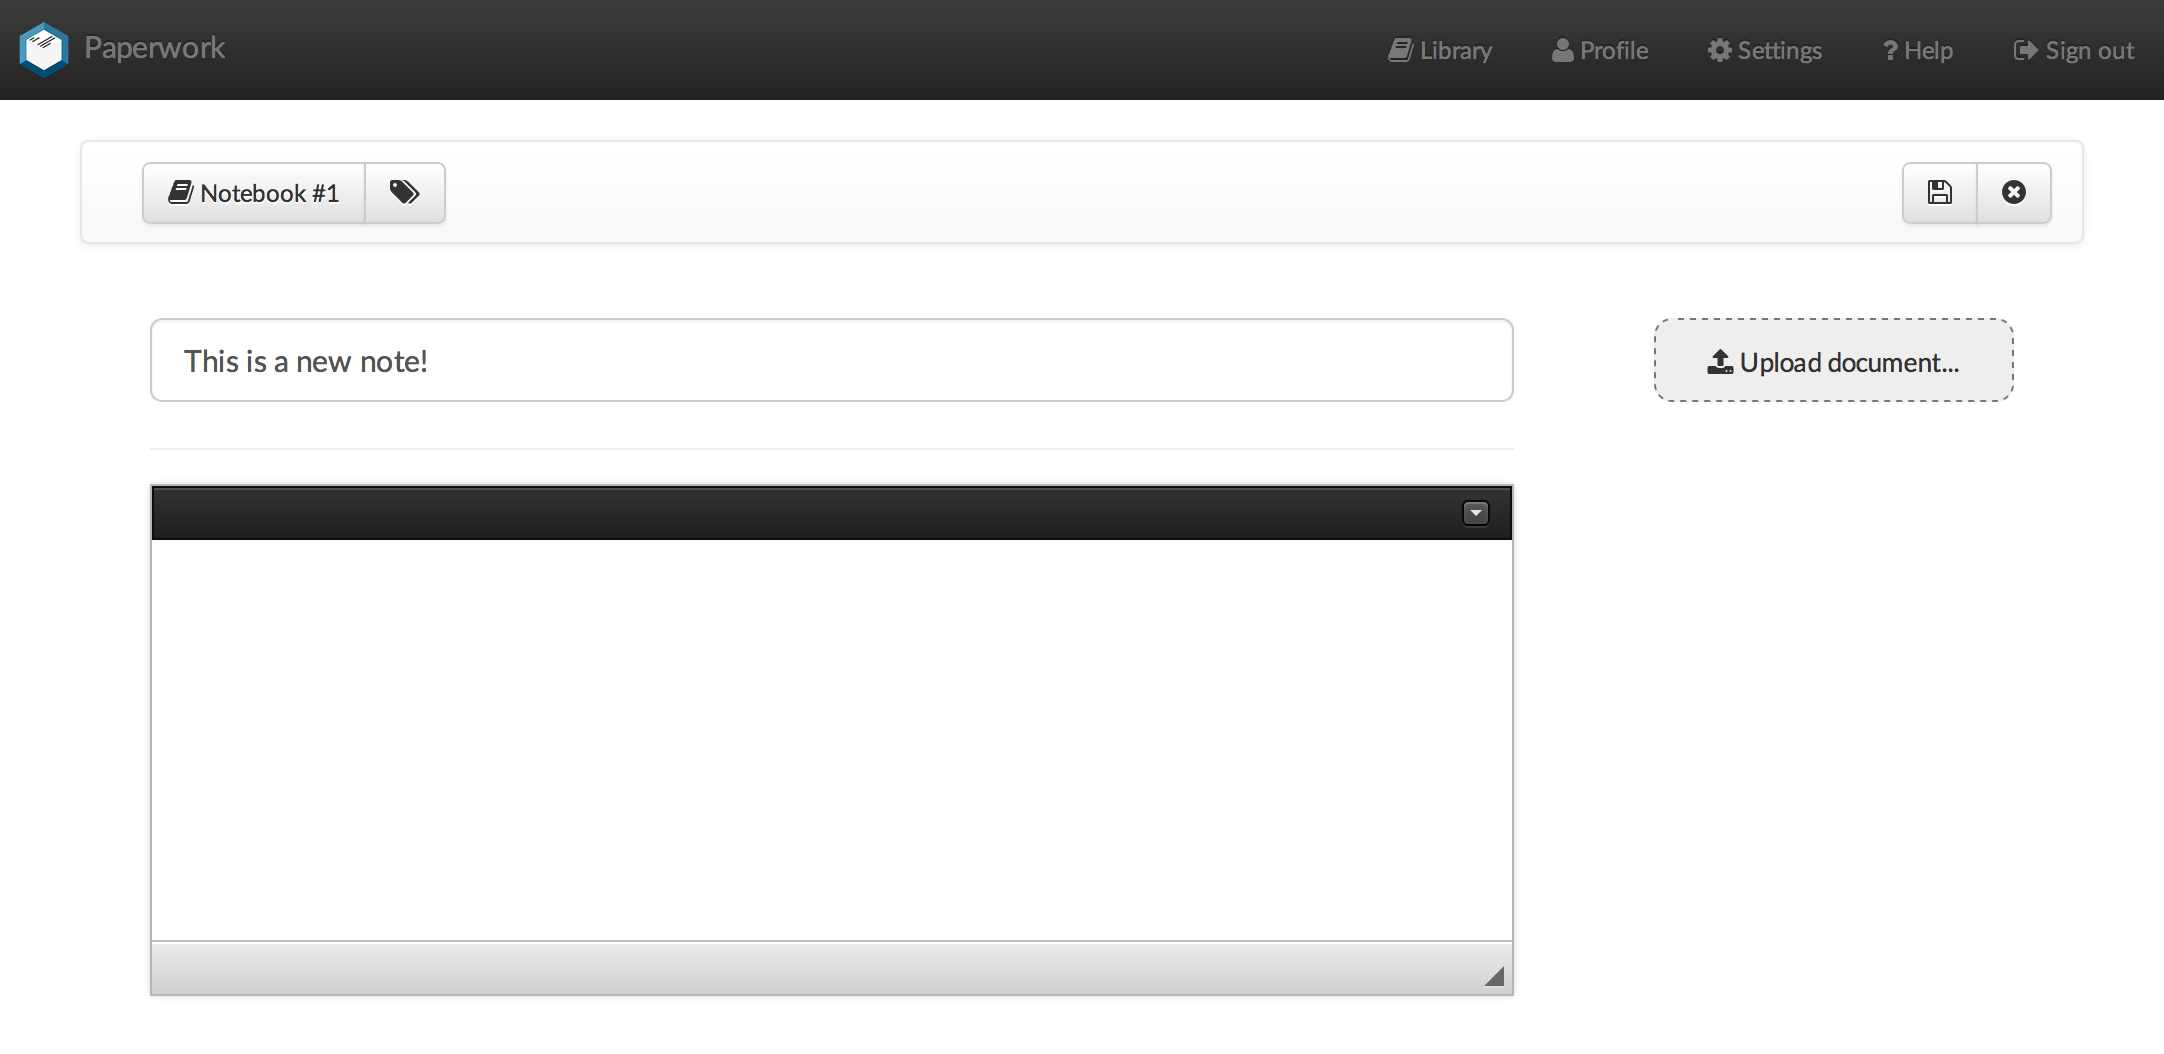 Paperwork
Library Profile Settings ? Help Sign out
Notebook #1
This is a new note!
Upload document...